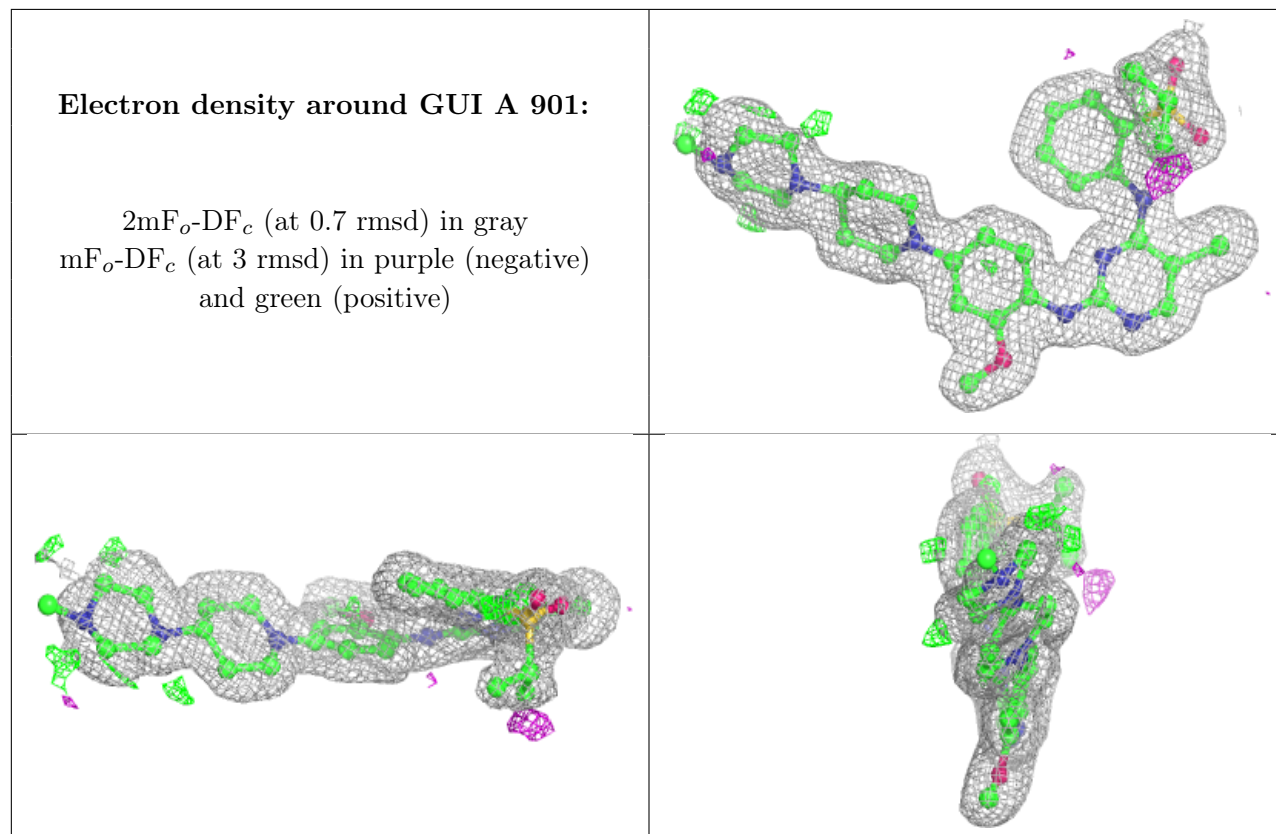 Electron density around GUI A 901:
2mFo-DFc (at 0.7 rmsd) in gray
mFo-DFc (at 3 rmsd) in purple (negative)
and green (positive)